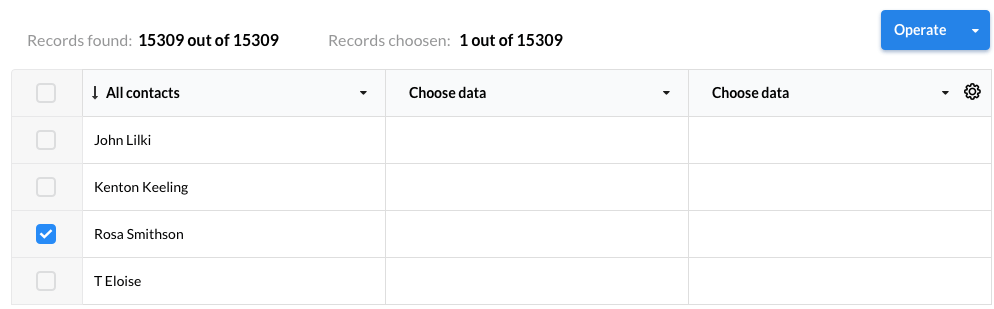 Records found: 15309 out of 15309 Records choosen: 1 out of 15309 Operate
All contacts Choose data Choose data
John Lilki
Kenton Keeling
Rosa Smithson
T Eloise